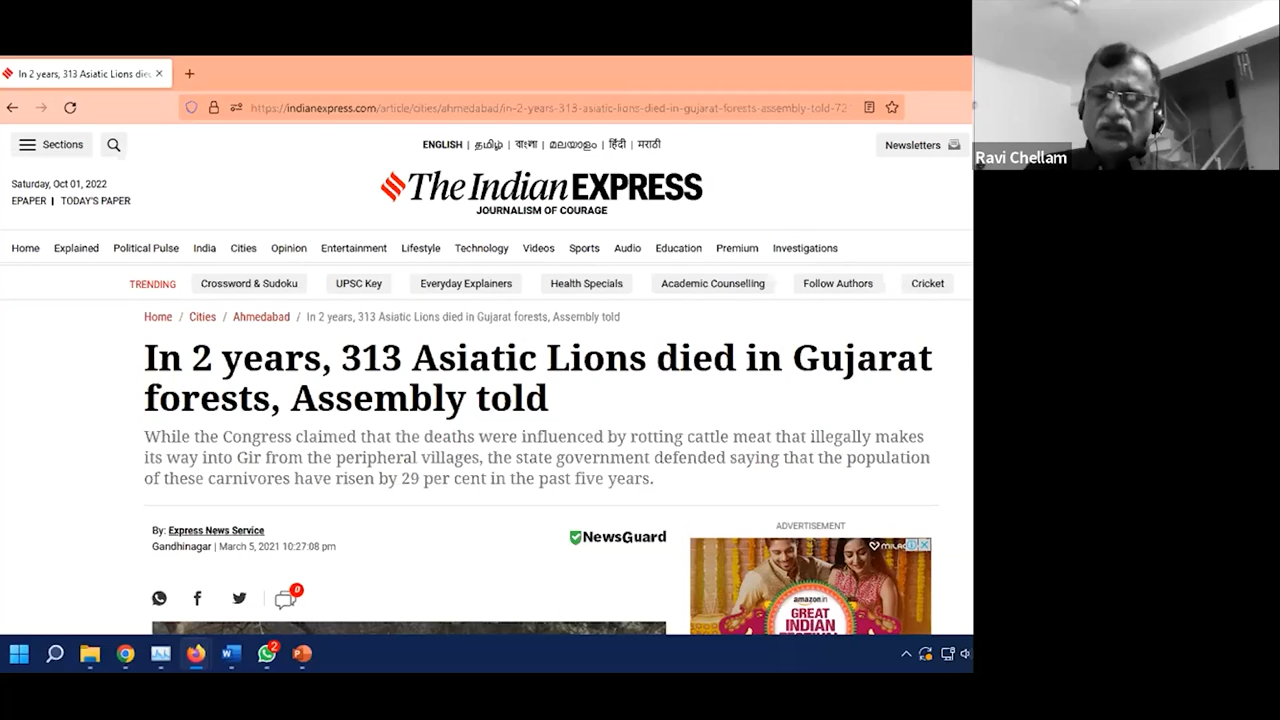 In 2 years, 313 Asiatic Lions died
https://indianexpress.com/article/cities/ahmedabad/in-2-years-313-asiatic-lions-died-in-gujarat-forests-assembly-told-72
Sections
ENGLISH | தமிழ் | বাংলা | മലയാളം | हिंदी | मराठी
Newsletters
Saturday, Oct 01, 2022
EPAPER | TODAY'S PAPER
The Indian EXPRESS
JOURNALISM OF COURAGE
Home Explained Political Pulse India Cities Opinion Entertainment Lifestyle Technology Videos Sports Audio Education Premium Investigations
TRENDING Crossword & Sudoku UPSC Key Everyday Explainers Health Specials Academic Counselling Follow Authors Cricket
Home / Cities / Ahmedabad / In 2 years, 313 Asiatic Lions died in Gujarat forests, Assembly told
In 2 years, 313 Asiatic Lions died in Gujarat
forests, Assembly told
While the Congress claimed that the deaths were influenced by rotting cattle meat that illegally makes
its way into Gir from the peripheral villages, the state government defended saying that the population
of these carnivores have risen by 29 per cent in the past five years.
By: Express News Service
Gandhinagar | March 5, 2021 10:27:08 pm
NewsGuard
ADVERTISEMENT
0
amazon.in
GREAT
INDIAN
2
Ravi Chellam